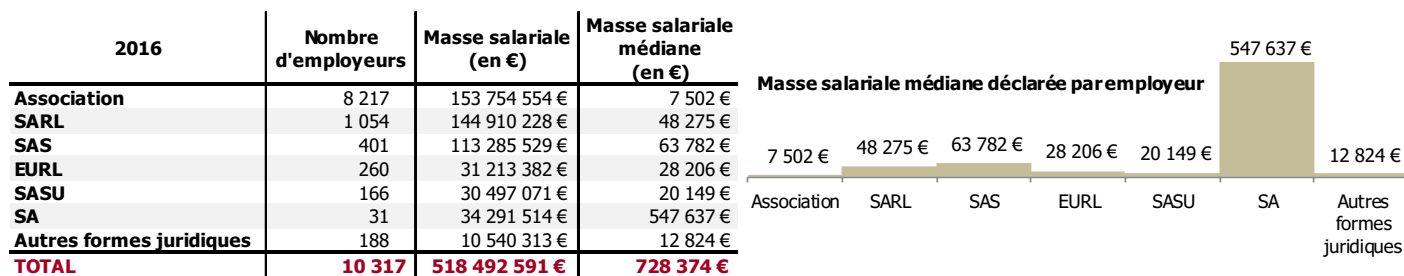 2016 Nombre d'employeurs Masse salariale (en €) Masse salariale médiane (en €)
Association 8 217 153 754 554 € 7 502 €
SARL 1 054 144 910 228 € 48 275 €
SAS 401 113 285 529 € 63 782 €
EURL 260 31 213 382 € 28 206 €
SASU 166 30 497 071 € 20 149 €
SA 31 34 291 514 € 547 637 €
Autres formes juridiques 188 10 540 313 € 12 824 €
TOTAL 10 317 518 492 591 € 728 374 €
Masse salariale médiane déclarée par employeur
7 502 € 48 275 € 63 782 € 28 206 € 20 149 € 547 637 € 12 824 €
Association SARL SAS EURL SASU SA Autres
formes
juridiques